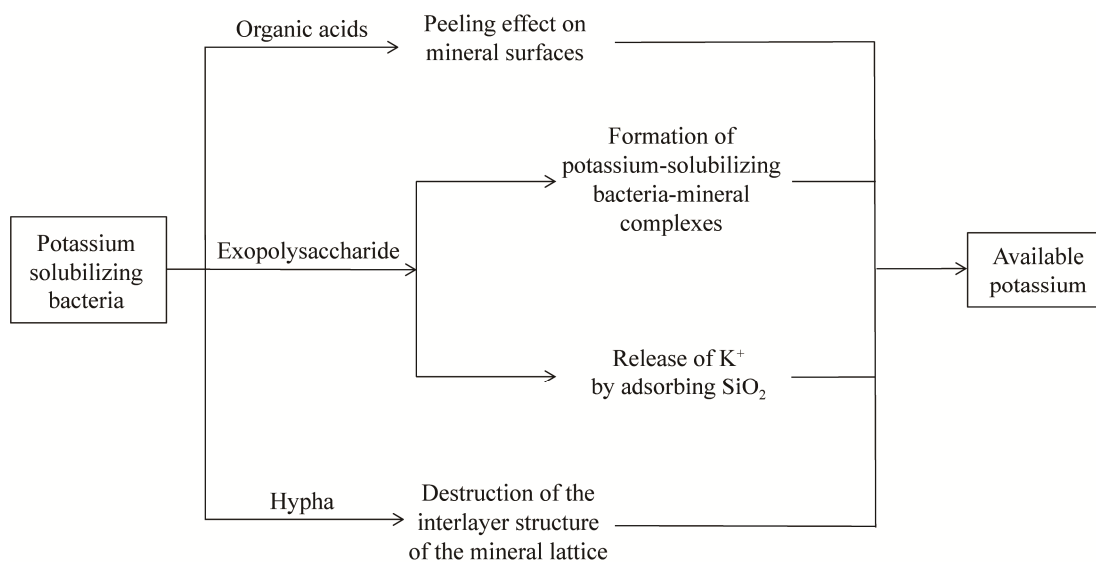 Organic acids
Peeling effect on
mineral surfaces
Formation of
potassium-solubilizing
bacteria-mineral
complexes
Potassium
solubilizing
bacteria
Exopolysaccharide
Available
potassium
Release of K⁺
by adsorbing SiO₂
Hypha
Destruction of the
interlayer structure
of the mineral lattice